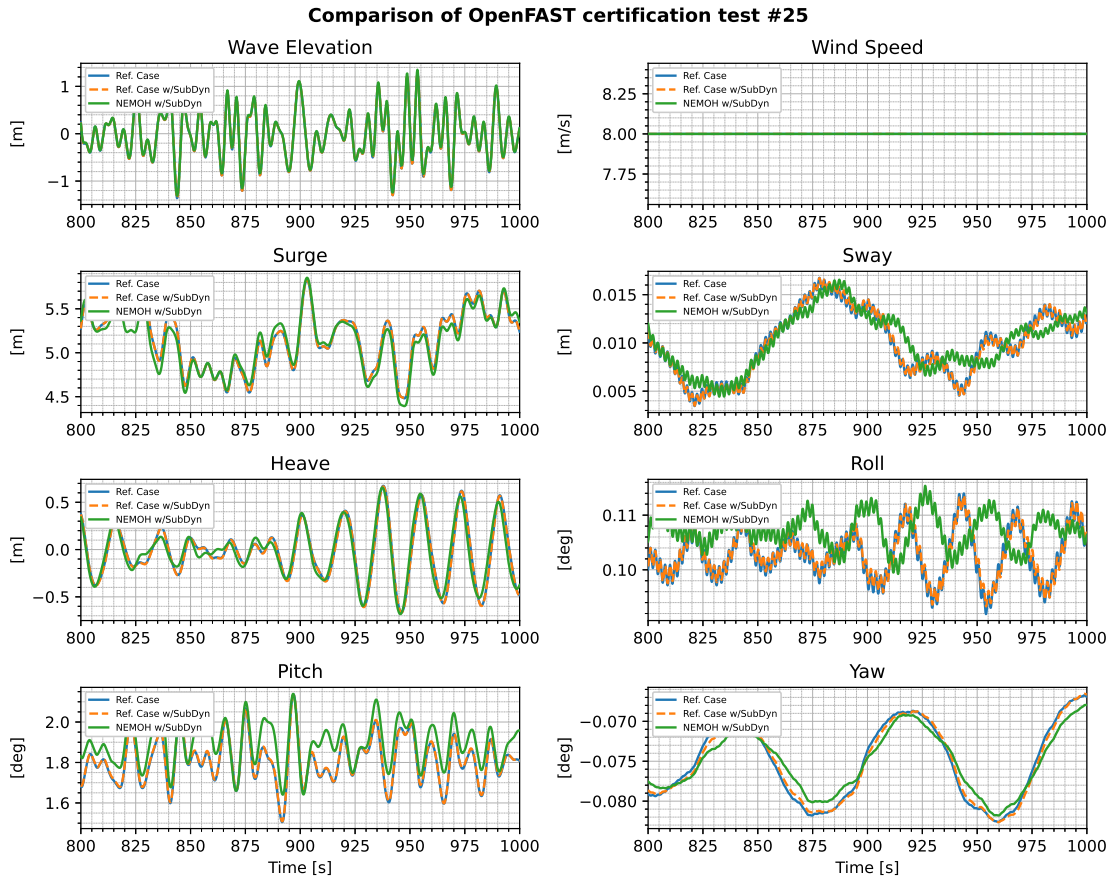 Comparison of OpenFAST certification test #25
Wave Elevation
Ref. Case
Ref. Case w/SubDyn
NEMOH w/SubDyn
[m]
1
0
−1
800 825 850 875 900 925 950 975 1000
Wind Speed
Ref. Case
Ref. Case w/SubDyn
NEMOH w/SubDyn
[m/s]
8.25
8.00
7.75
800 825 850 875 900 925 950 975 1000
Surge
Ref. Case
Ref. Case w/SubDyn
NEMOH w/SubDyn
[m]
5.5
5.0
4.5
800 825 850 875 900 925 950 975 1000
Sway
Ref. Case
Ref. Case w/SubDyn
NEMOH w/SubDyn
[m]
0.015
0.010
0.005
800 825 850 875 900 925 950 975 1000
Heave
Ref. Case
Ref. Case w/SubDyn
NEMOH w/SubDyn
[m]
0.5
0.0
−0.5
800 825 850 875 900 925 950 975 1000
Roll
Ref. Case
Ref. Case w/SubDyn
NEMOH w/SubDyn
[deg]
0.11
0.10
800 825 850 875 900 925 950 975 1000
Pitch
Ref. Case
Ref. Case w/SubDyn
NEMOH w/SubDyn
[deg]
2.0
1.8
1.6
800 825 850 875 900 925 950 975 1000
Time [s]
Yaw
Ref. Case
Ref. Case w/SubDyn
NEMOH w/SubDyn
[deg]
−0.070
−0.075
−0.080
800 825 850 875 900 925 950 975 1000
Time [s]